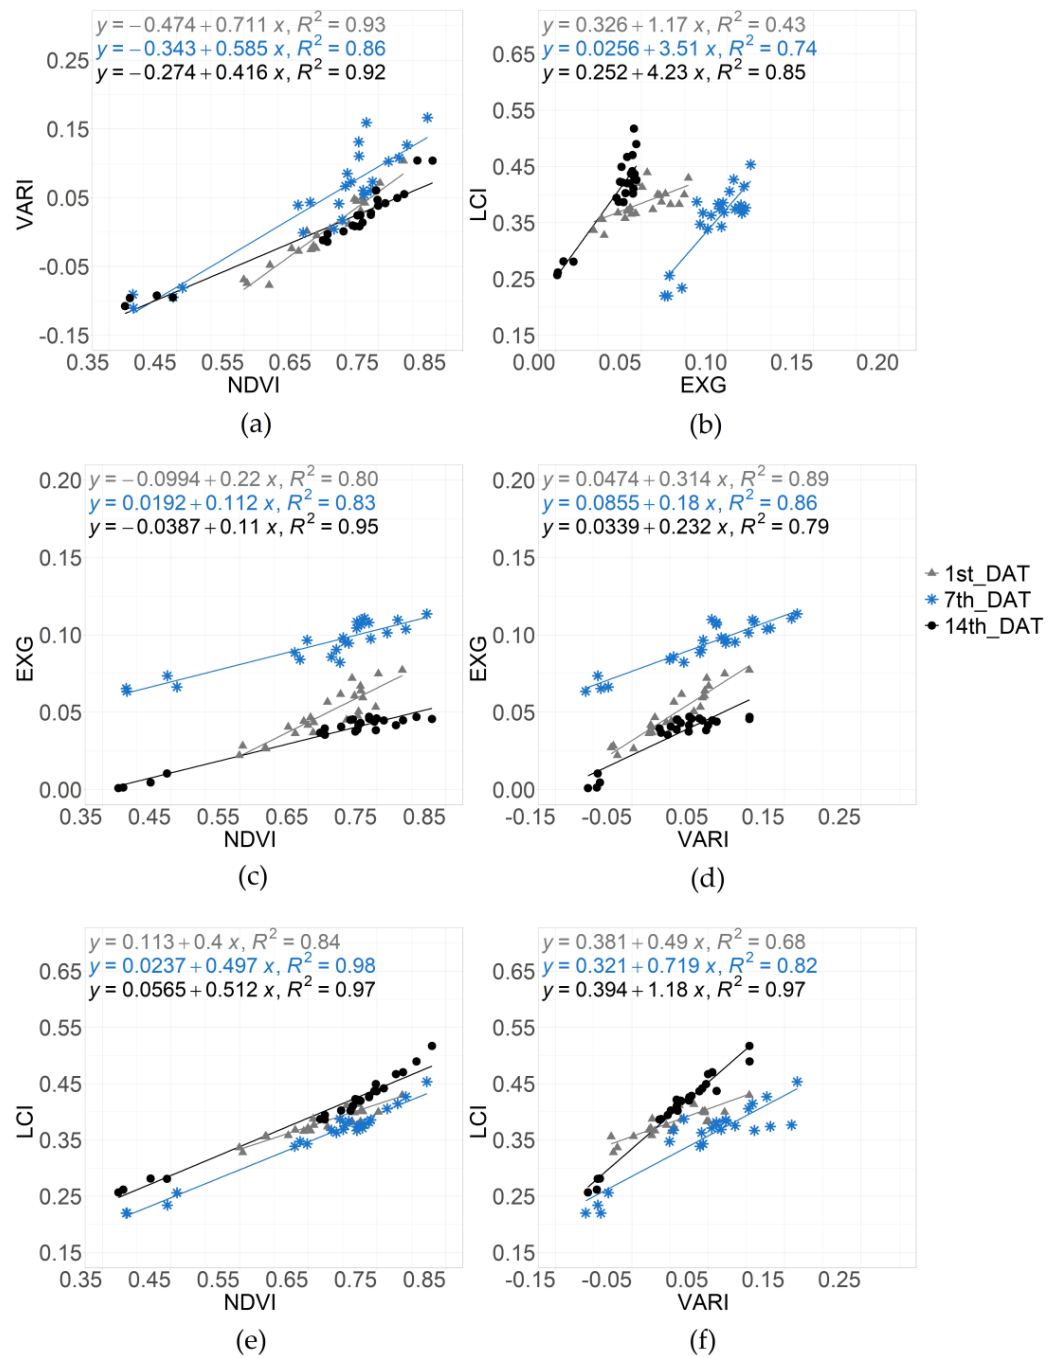 y = −0.474 + 0.711 x, R² = 0.93
y = −0.343 + 0.585 x, R² = 0.86
y = −0.274 + 0.416 x, R² = 0.92
0.25
0.15
0.05
-0.05
-0.15
VARI
0.35 0.45 0.55 0.65 0.75 0.85
NDVI
(a)
y = 0.326 + 1.17 x, R² = 0.43
y = 0.0256 + 3.51 x, R² = 0.74
y = 0.252 + 4.23 x, R² = 0.85
0.65
0.55
0.45
0.35
0.25
0.15
LCI
0.00 0.05 0.10 0.15 0.20
EXG
(b)
y = −0.0994 + 0.22 x, R² = 0.80
y = 0.0192 + 0.112 x, R² = 0.83
y = −0.0387 + 0.11 x, R² = 0.95
0.20
0.15
0.10
0.05
0.00
EXG
0.35 0.45 0.55 0.65 0.75 0.85
NDVI
(c)
y = 0.0474 + 0.314 x, R² = 0.89
y = 0.0855 + 0.18 x, R² = 0.86
y = 0.0339 + 0.232 x, R² = 0.79
-0.15 -0.05 0.05 0.15 0.25
VARI
(d)
1st_DAT
7th_DAT
14th_DAT
y = 0.113 + 0.4 x, R² = 0.84
y = 0.0237 + 0.497 x, R² = 0.98
y = 0.0565 + 0.512 x, R² = 0.97
0.65
0.55
0.45
0.35
0.25
0.15
LCI
0.35 0.45 0.55 0.65 0.75 0.85
NDVI
(e)
y = 0.381 + 0.49 x, R² = 0.68
y = 0.321 + 0.719 x, R² = 0.82
y = 0.394 + 1.18 x, R² = 0.97
0.65
0.55
0.45
0.35
0.25
0.15
LCI
-0.15 -0.05 0.05 0.15 0.25
VARI
(f)